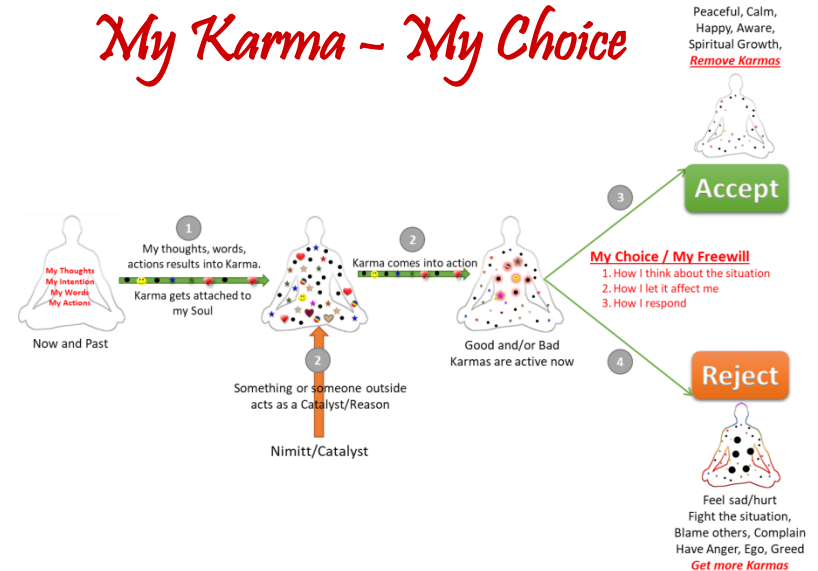 My Karma – My Choice
Peaceful, Calm,
Happy, Aware,
Spiritual Growth,
Remove Karmas
Accept
1
My thoughts, words,
actions results into Karma.
Karma gets attached to
my Soul
My Thoughts
My Intention
My Words
My Actions
Now and Past
2
Karma comes into action
2
Something or someone outside
acts as a Catalyst/Reason
Nimitt/Catalyst
Good and/or Bad
Karmas are active now
3
My Choice / My Freewill
1. How I think about the situation
2. How I let it affect me
3. How I respond
4
Reject
Feel sad/hurt
Fight the situation,
Blame others, Complain
Have Anger, Ego, Greed
Get more Karmas